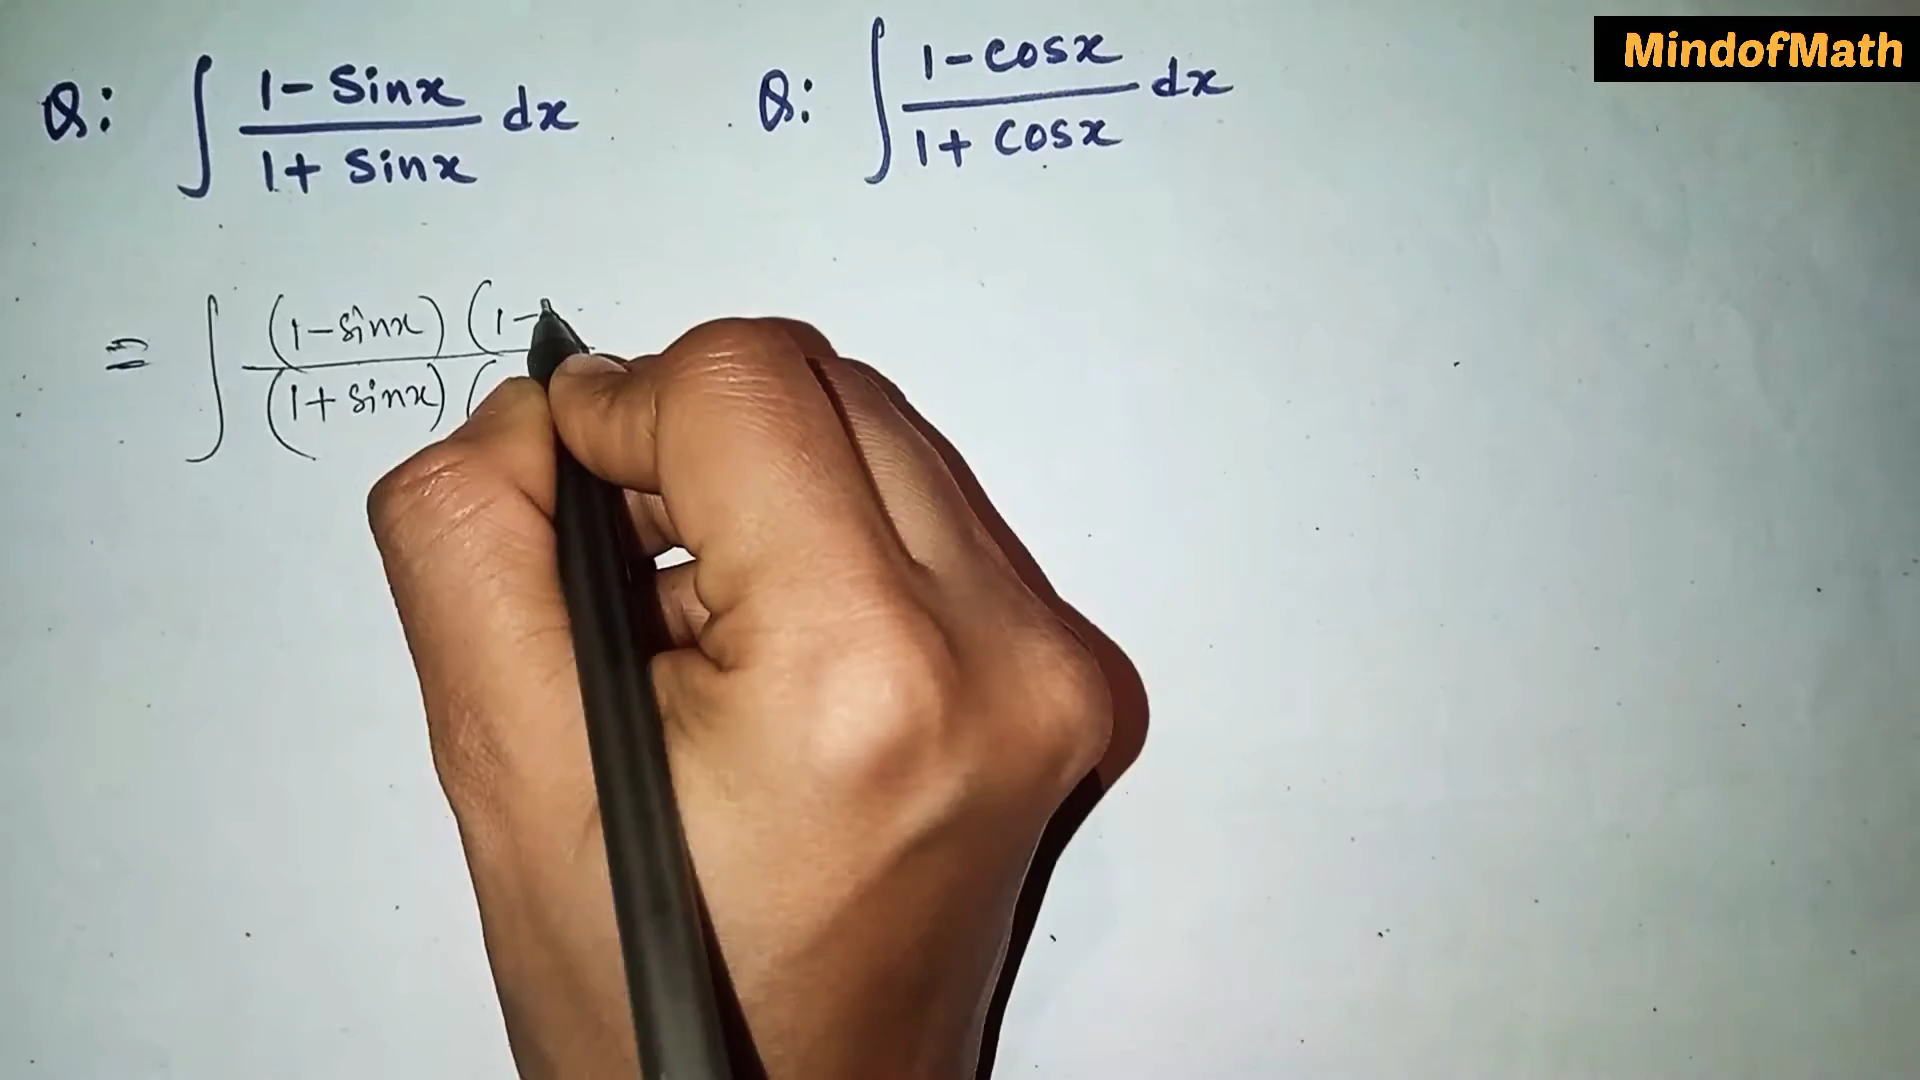 MindofMath
Q: ∫ (1 - Sinx)/(1 + Sinx) dx
Q: ∫ (1 - Cosx)/(1 + Cosx) dx
= ∫ (1 - sinx) (1 -
(1 + sinx) (